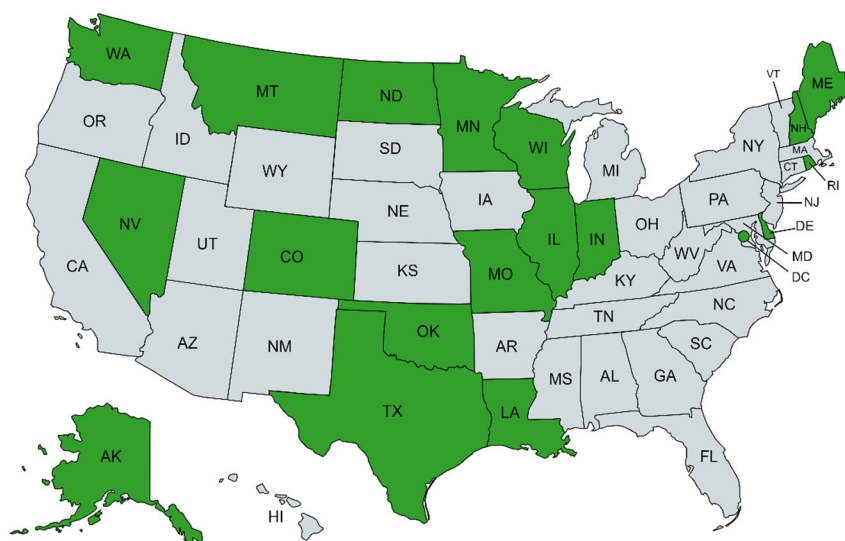 WA
MT
ND
MN
VT
ME
OR
ID
WY
SD
WI
MI
NY
NH
MA
CT
RI
NV
UT
CO
NE
IA
IL
IN
OH
PA
NJ
DE
MD
DC
CA
KS
MO
KY
WV
VA
AZ
NM
OK
AR
TN
NC
SC
TX
LA
MS
AL
GA
FL
AK
HI